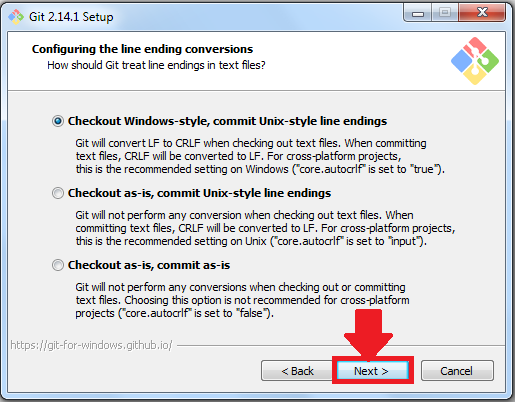 Git 2.14.1 Setup
Configuring the line ending conversions
How should Git treat line endings in text files?
Checkout Windows-style, commit Unix-style line endings
Git will convert LF to CRLF when checking out text files. When committing
text files, CRLF will be converted to LF. For cross-platform projects,
this is the recommended setting on Windows ("core.autocrlf" is set to "true").
Checkout as-is, commit Unix-style line endings
Git will not perform any conversion when checking out text files. When
committing text files, CRLF will be converted to LF. For cross-platform projects,
this is the recommended setting on Unix ("core.autocrlf" is set to "input").
Checkout as-is, commit as-is
Git will not perform any conversions when checking out or committing
text files. Choosing this option is not recommended for cross-platform
projects ("core.autocrlf" is set to "false").
https://git-for-windows.github.io/
< Back Next > Cancel